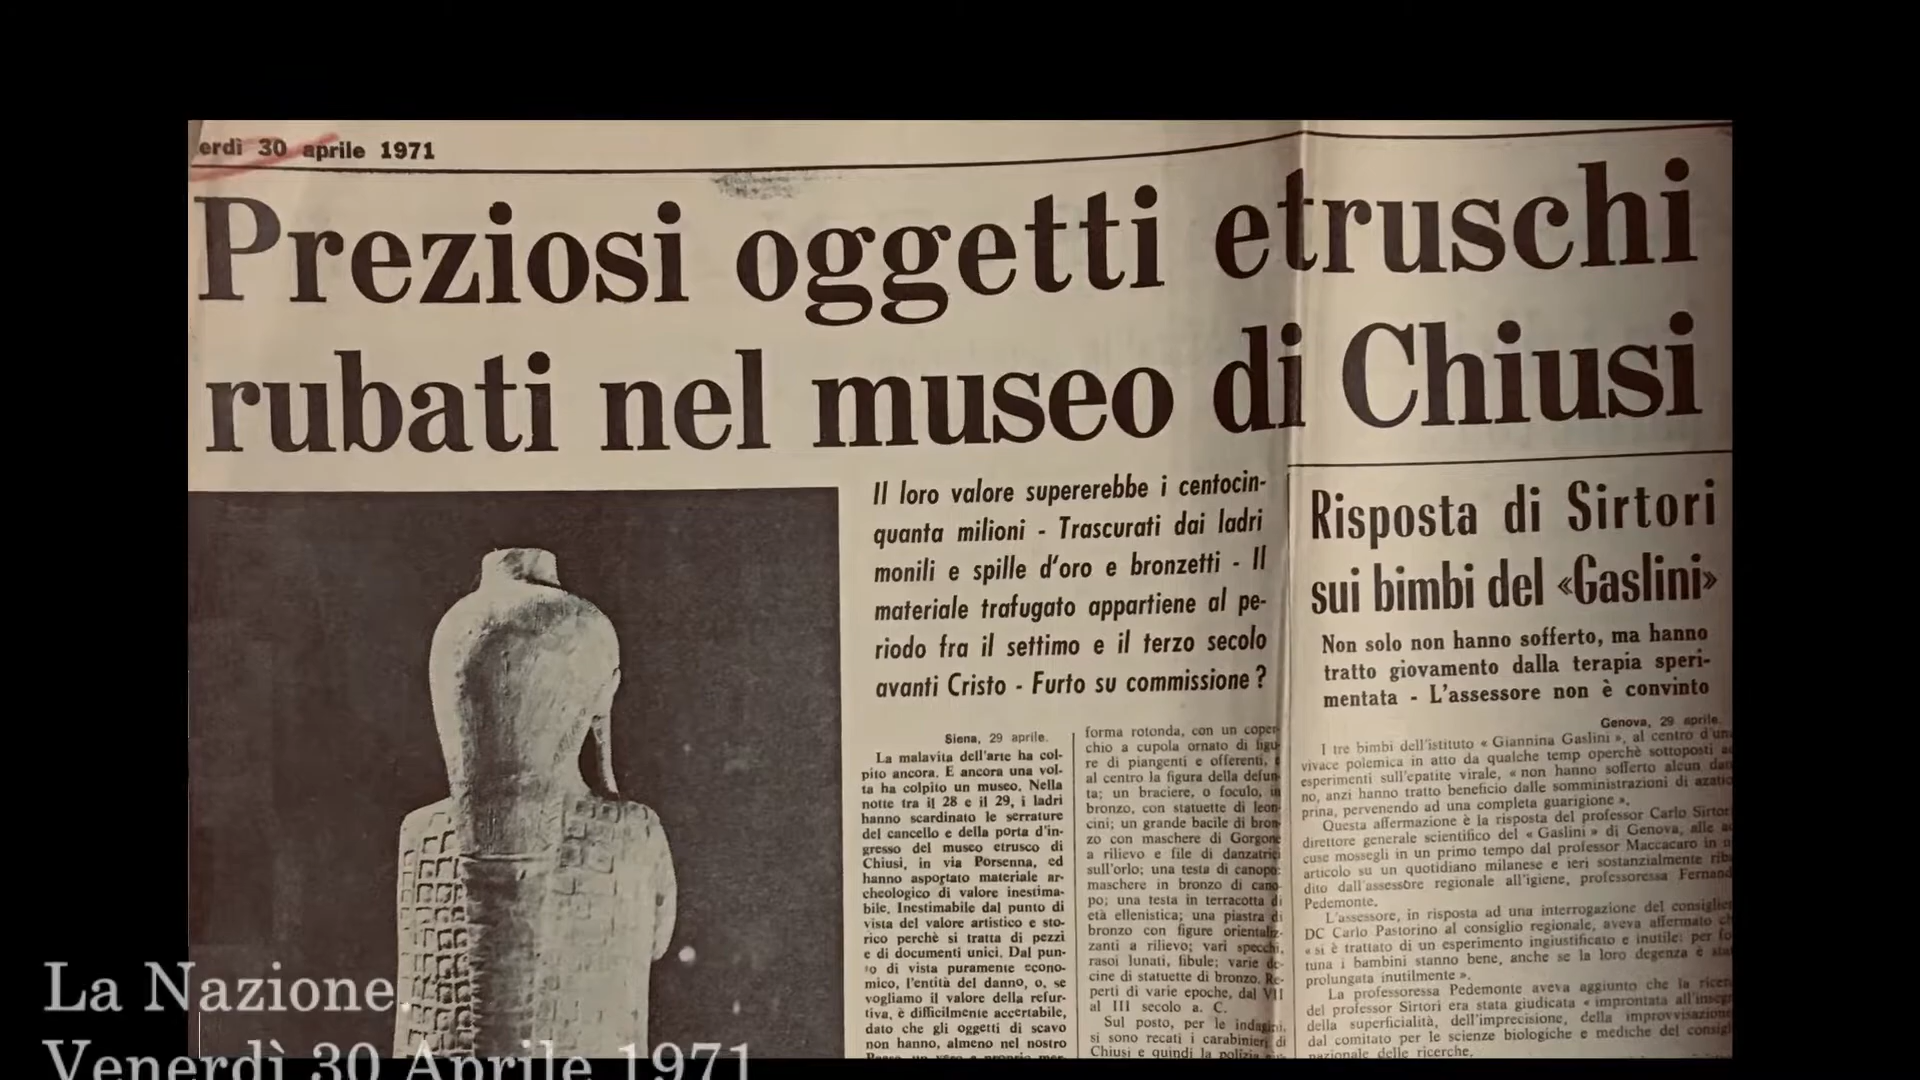 erdì 30 aprile 1971
Preziosi oggetti etruschi
rubati nel museo di Chiusi
Il loro valore supererebbe i centocin-
quanta milioni - Trascurati dai ladri
monili e spille d'oro e bronzetti - Il
materiale trafugato appartiene al pe-
riodo fra il settimo e il terzo secolo
avanti Cristo - Furto su commissione?
Siena, 29 aprile.
La malavita dell'arte ha col-
pito ancora. E ancora una vol-
ta ha colpito un museo. Nella
notte tra il 28 e il 29, i ladri
hanno scardinato le serrature
del cancello e della porta d'in-
gresso del museo etrusco di
Chiusi, in via Porsenna, ed
hanno asportato materiale ar-
cheologico di valore inestima-
bile. Inestimabile dal punto di
vista del valore artistico e sto-
rico perchè si tratta di pezzi
e di documenti unici. Dal pun-
to di vista puramente econo-
mico, l'entità del danno, o, se
vogliamo il valore della refur-
tiva, è difficilmente accertabile,
dato che gli oggetti di scavo
non hanno, almeno nel nostro
forma rotonda, con un coper-
chio a cupola ornato di figu-
re di piangenti e offerenti, e
al centro la figura della defun-
ta; un braciere, o foculo, in
bronzo, con statuette di leon-
cini; un grande bacile di bron-
zo con maschere di Gorgone
a rilievo e file di danzatrici
sull'orlo; una testa di canopo;
maschere in bronzo di cano-
po; una testa in terracotta di
età ellenistica; una piastra di
bronzo con figure orientaliz-
zanti a rilievo; vari specchi,
rasoi lunati, fibule; varie de-
cine di statuette di bronzo. Re-
perti di varie epoche, dal VII
al III secolo a. C.
Sul posto, per le indagini,
si sono recati i carabinieri di
Chiusi e quindi la polizia
Risposta di Sirtori
sui bimbi del «Gaslini»
Non solo non hanno sofferto, ma hanno
tratto giovamento dalla terapia speri-
mentata - L'assessore non è convinto
Genova, 29 aprile.
I tre bimbi dell'istituto « Giannina Gaslini », al centro d'una
vivace polemica in atto da qualche temp operchè sottoposti a
esperimenti sull'epatite virale, « non hanno sofferto alcun dan
no, anzi hanno tratto beneficio dalle somministrazioni di azatio
prina, pervenendo ad una completa guarigione ».
Questa affermazione è la risposta del professor Carlo Sirtor
direttore generale scientifico del « Gaslini » di Genova, alle ac
cuse mossegli in un primo tempo dal professor Maccacaro in
articolo su un quotidiano milanese e ieri sostanzialmente riba
dito dall'assessore regionale all'igiene, professoressa Fernand
Pedemonte.
L'assessore, in risposta ad una interrogazione del consiglie
DC Carlo Pastorino al consiglio regionale, aveva affermato ch
« si è trattato di un esperimento ingiustificato e inutile: per fo
tuna i bambini stanno bene, anche se la loro degenza è stat
prolungata inutilmente ».
La professoressa Pedemonte aveva aggiunto che la ricer
del professor Sirtori era stata giudicata « improntata all'inseg
della superficialità, dell'imprecisione, della improvvisazione
dal comitato per le scienze biologiche e mediche del consigl
nazionale delle ricerche.
La Nazione.
Venerdì 30 Aprile 1971